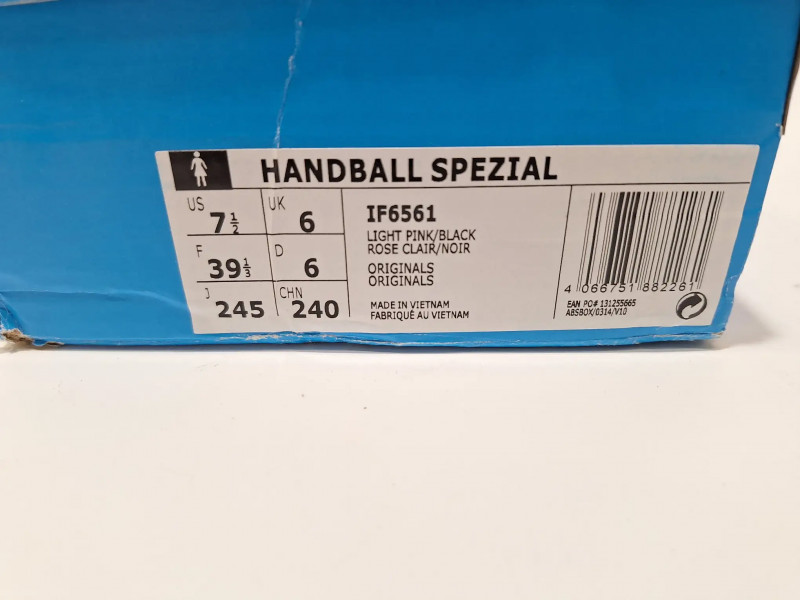 HANDBALL SPEZIAL
US 7½ UK 6
F 39⅓ D 6
J 245 CHN 240
IF6561
LIGHT PINK/BLACK
ROSE CLAIR/NOIR
ORIGINALS
ORIGINALS
MADE IN VIETNAM
FABRIQUÉ AU VIETNAM
4 066751 882261
EAN PO# 131255665
ABSBOX/0314/V10